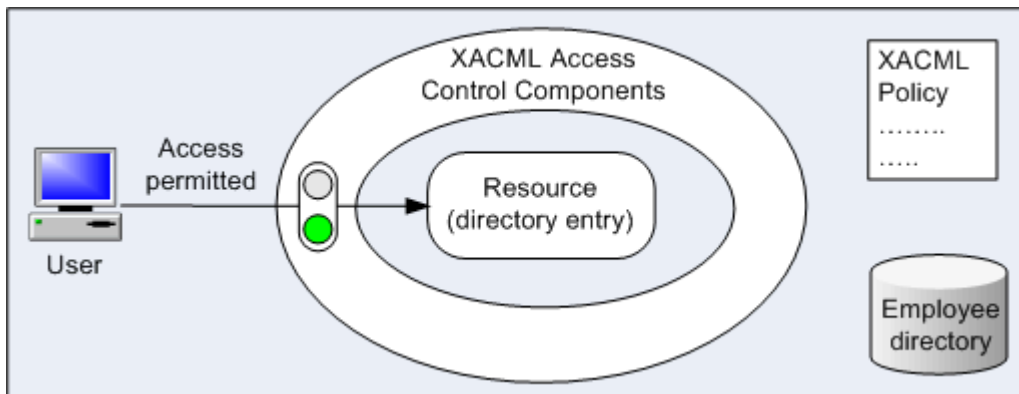 XACML Access
Control Components
Access
permitted
User
Resource
(directory entry)
XACML
Policy
........
.....
Employee
directory